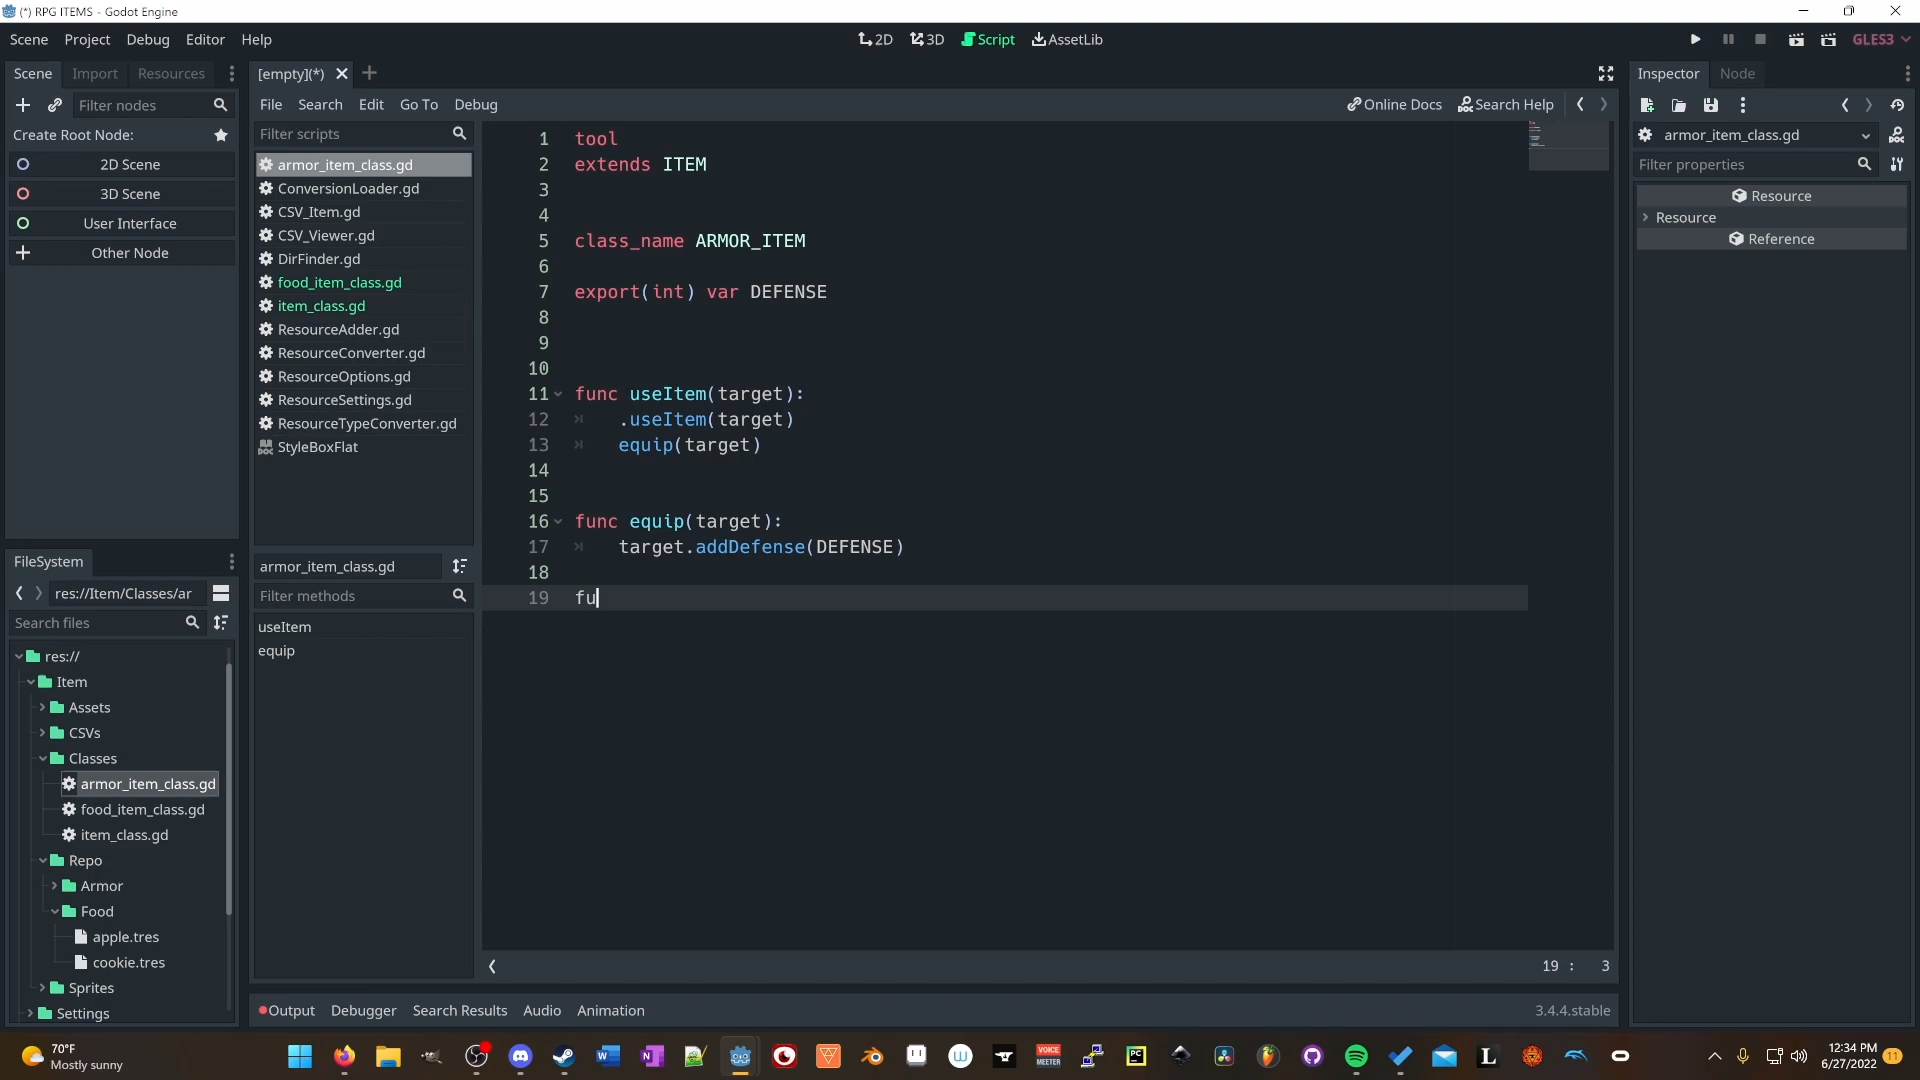 (*) RPG ITEMS - Godot Engine
Scene Project Debug Editor Help
2D 3D Script AssetLib
GLES3
Scene Import Resources
Filter nodes
Create Root Node:
2D Scene
3D Scene
User Interface
Other Node
FileSystem
res://Item/Classes/ar
Search files
res://
Item
Assets
CSVs
Classes
armor_item_class.gd
food_item_class.gd
item_class.gd
Repo
Armor
Food
apple.tres
cookie.tres
Sprites
Settings
[empty](*)
File Search Edit Go To Debug
Online Docs Search Help
Filter scripts
armor_item_class.gd
ConversionLoader.gd
CSV_Item.gd
CSV_Viewer.gd
DirFinder.gd
food_item_class.gd
item_class.gd
ResourceAdder.gd
ResourceConverter.gd
ResourceOptions.gd
ResourceSettings.gd
ResourceTypeConverter.gd
StyleBoxFlat
armor_item_class.gd
Filter methods
useItem
equip
1 tool
2 extends ITEM
3
4
5 class_name ARMOR_ITEM
6
7 export(int) var DEFENSE
8
9
10
11 func useItem(target):
12 .useItem(target)
13 equip(target)
14
15
16 func equip(target):
17 target.addDefense(DEFENSE)
18
19 fu
19 : 3
Output Debugger Search Results Audio Animation
3.4.4.stable
Inspector Node
armor_item_class.gd
Filter properties
Resource
Resource
Reference
70°F
Mostly sunny
VOICE MEETER
PC
L
12:34 PM
6/27/2022
11